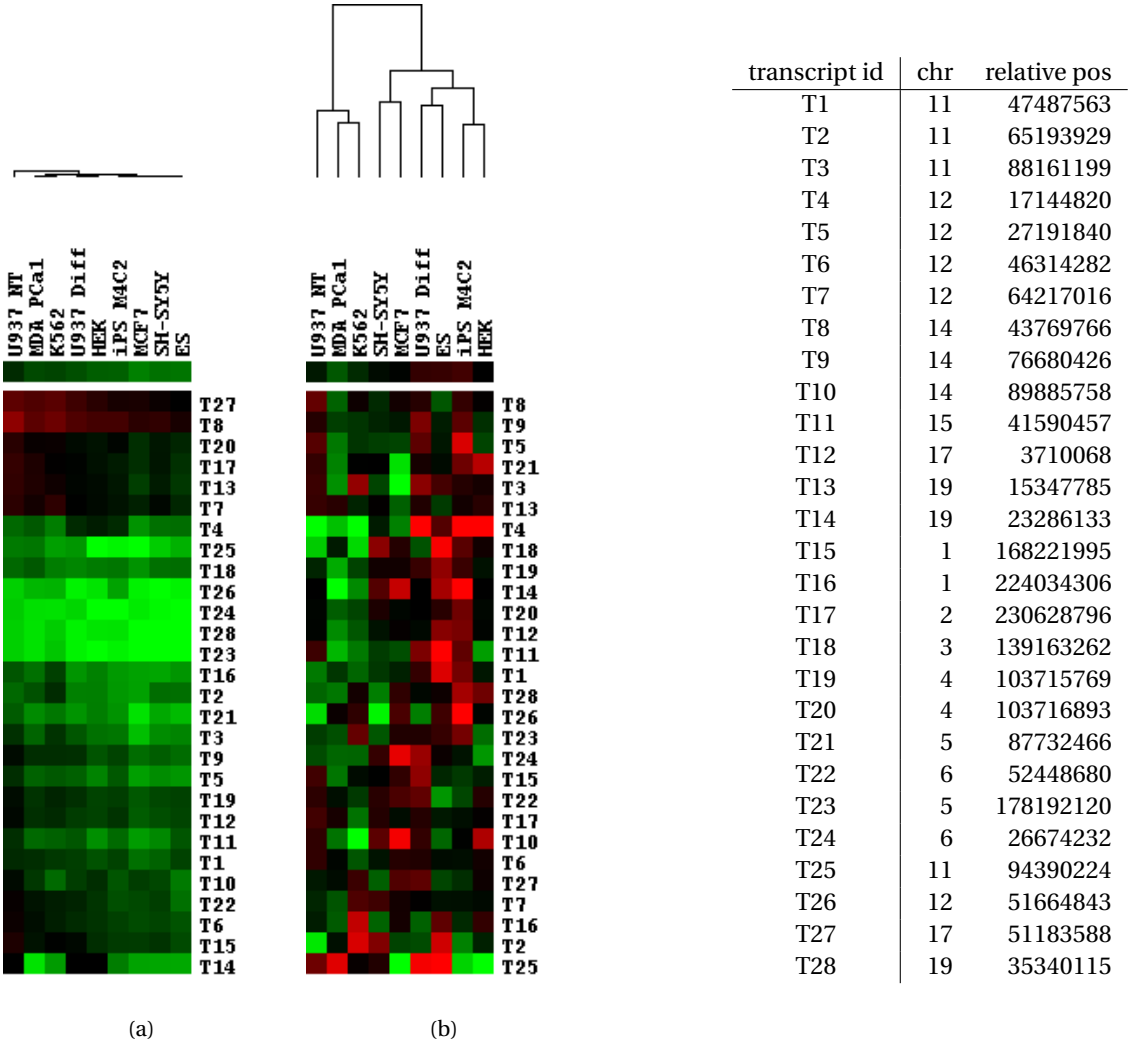 U937 NT
MDA PCa1
K562
U937 Diff
HEK
iPS M4C2
MCF7
SH-SY5Y
ES
T27
T8
T20
T17
T13
T7
T4
T25
T18
T26
T24
T28
T23
T16
T2
T21
T3
T9
T5
T19
T12
T11
T1
T10
T22
T6
T15
T14
(a)
U937 NT
MDA PCa1
K562
SH-SY5Y
MCF7
U937 Diff
ES
iPS M4C2
HEK
T8
T9
T5
T21
T3
T13
T4
T18
T19
T14
T20
T12
T11
T1
T28
T26
T23
T24
T15
T22
T17
T10
T6
T27
T7
T16
T2
T25
(b)
transcript id chr relative pos
T1 11 47487563
T2 11 65193929
T3 11 88161199
T4 12 17144820
T5 12 27191840
T6 12 46314282
T7 12 64217016
T8 14 43769766
T9 14 76680426
T10 14 89885758
T11 15 41590457
T12 17 3710068
T13 19 15347785
T14 19 23286133
T15 1 168221995
T16 1 224034306
T17 2 230628796
T18 3 139163262
T19 4 103715769
T20 4 103716893
T21 5 87732466
T22 6 52448680
T23 5 178192120
T24 6 26674232
T25 11 94390224
T26 12 51664843
T27 17 51183588
T28 19 35340115